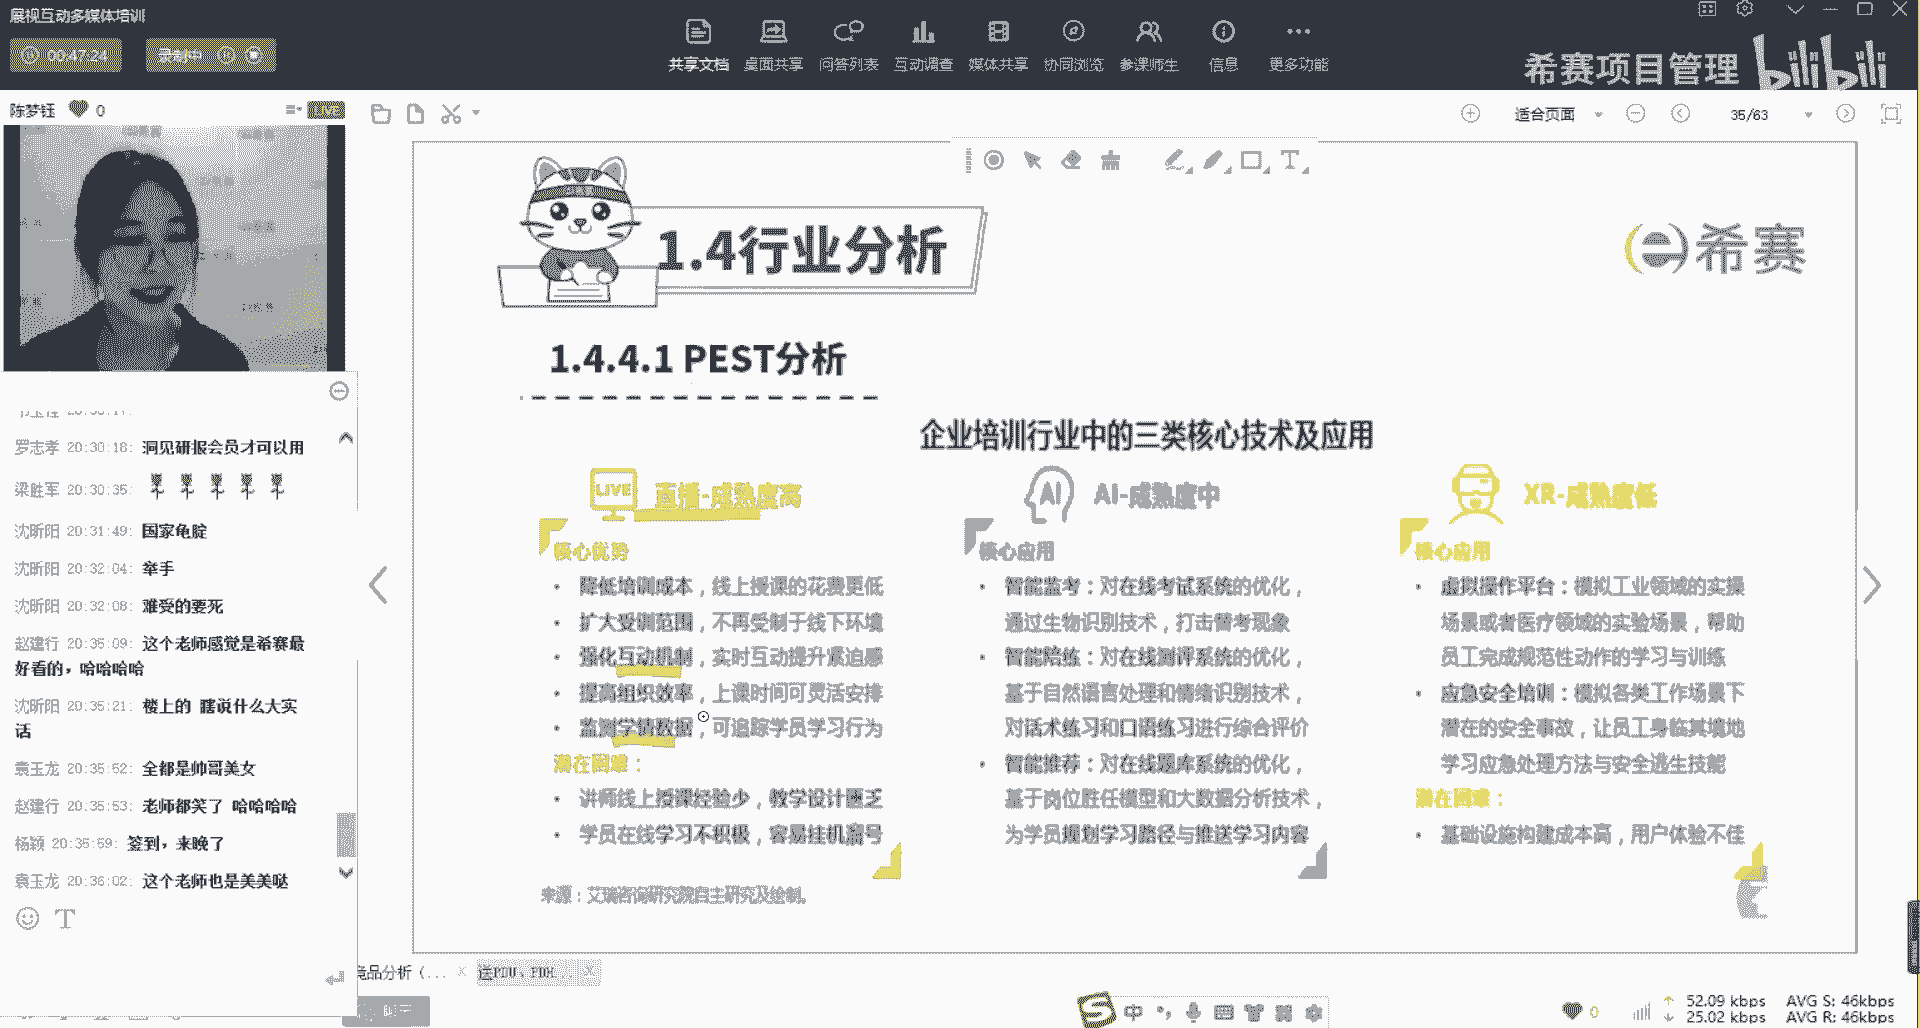 展视互动多媒体培训
00:47:24
录制中
共享文档 桌面共享 问答列表 互动调查 媒体共享 协同浏览 参课师生 信息 更多功能
希赛项目管理 bilibili
陈梦钰 0
LIVE
适合页面
35/63
罗志孝 20:30:18: 洞见研报会员才可以用
梁胜军 20:30:35:
沈昕阳 20:31:49: 国家龟腚
沈昕阳 20:32:04: 举手
沈昕阳 20:32:08: 难受的要死
赵建行 20:35:09: 这个老师感觉是希赛最
好看的,哈哈哈哈
沈昕阳 20:35:21: 楼上的 瞎说什么大实
话
袁玉龙 20:35:52: 全都是帅哥美女
赵建行 20:35:53: 老师都笑了 哈哈哈哈
杨颖 20:35:59: 签到,来晚了
袁玉龙 20:36:02: 这个老师也是美美哒
1.4行业分析
希赛
1.4.4.1 PEST分析
企业培训行业中的三类核心技术及应用
LIVE 直播-成熟度高
核心优势
• 降低培训成本,线上授课的花费更低
• 扩大受训范围,不再受制于线下环境
• 强化互动机制,实时互动提升紧迫感
• 提高组织效率,上课时间可灵活安排
• 监测学情数据,可追踪学员学习行为
潜在困难:
• 讲师线上授课经验少,教学设计匮乏
• 学员在线学习不积极,容易挂机漏号
AI AI-成熟度中
核心应用
• 智能监考:对在线考试系统的优化,
通过生物识别技术,打击替考现象
• 智能陪练:对在线测评系统的优化,
基于自然语言处理和情绪识别技术,
对话术练习和口语练习进行综合评价
• 智能推荐:对在线题库系统的优化,
基于岗位胜任模型和大数据分析技术,
为学员规划学习路径与推送学习内容
XR-成熟度低
核心应用
• 虚拟操作平台:模拟工业领域的实操
场景或者医疗领域的实验场景,帮助
员工完成规范性动作的学习与训练
• 应急安全培训:模拟各类工作场景下
潜在的安全事故,让员工身临其境地
学习应急处理方法与安全逃生技能
潜在困难:
• 基础设施构建成本高,用户体验不佳
来源:艾瑞咨询研究院自主研究及绘制。
竞品分析(... 送PDU、PDH...
中
0
52.09 kbps AVG S: 46kbps
25.02 kbps AVG R: 46kbps